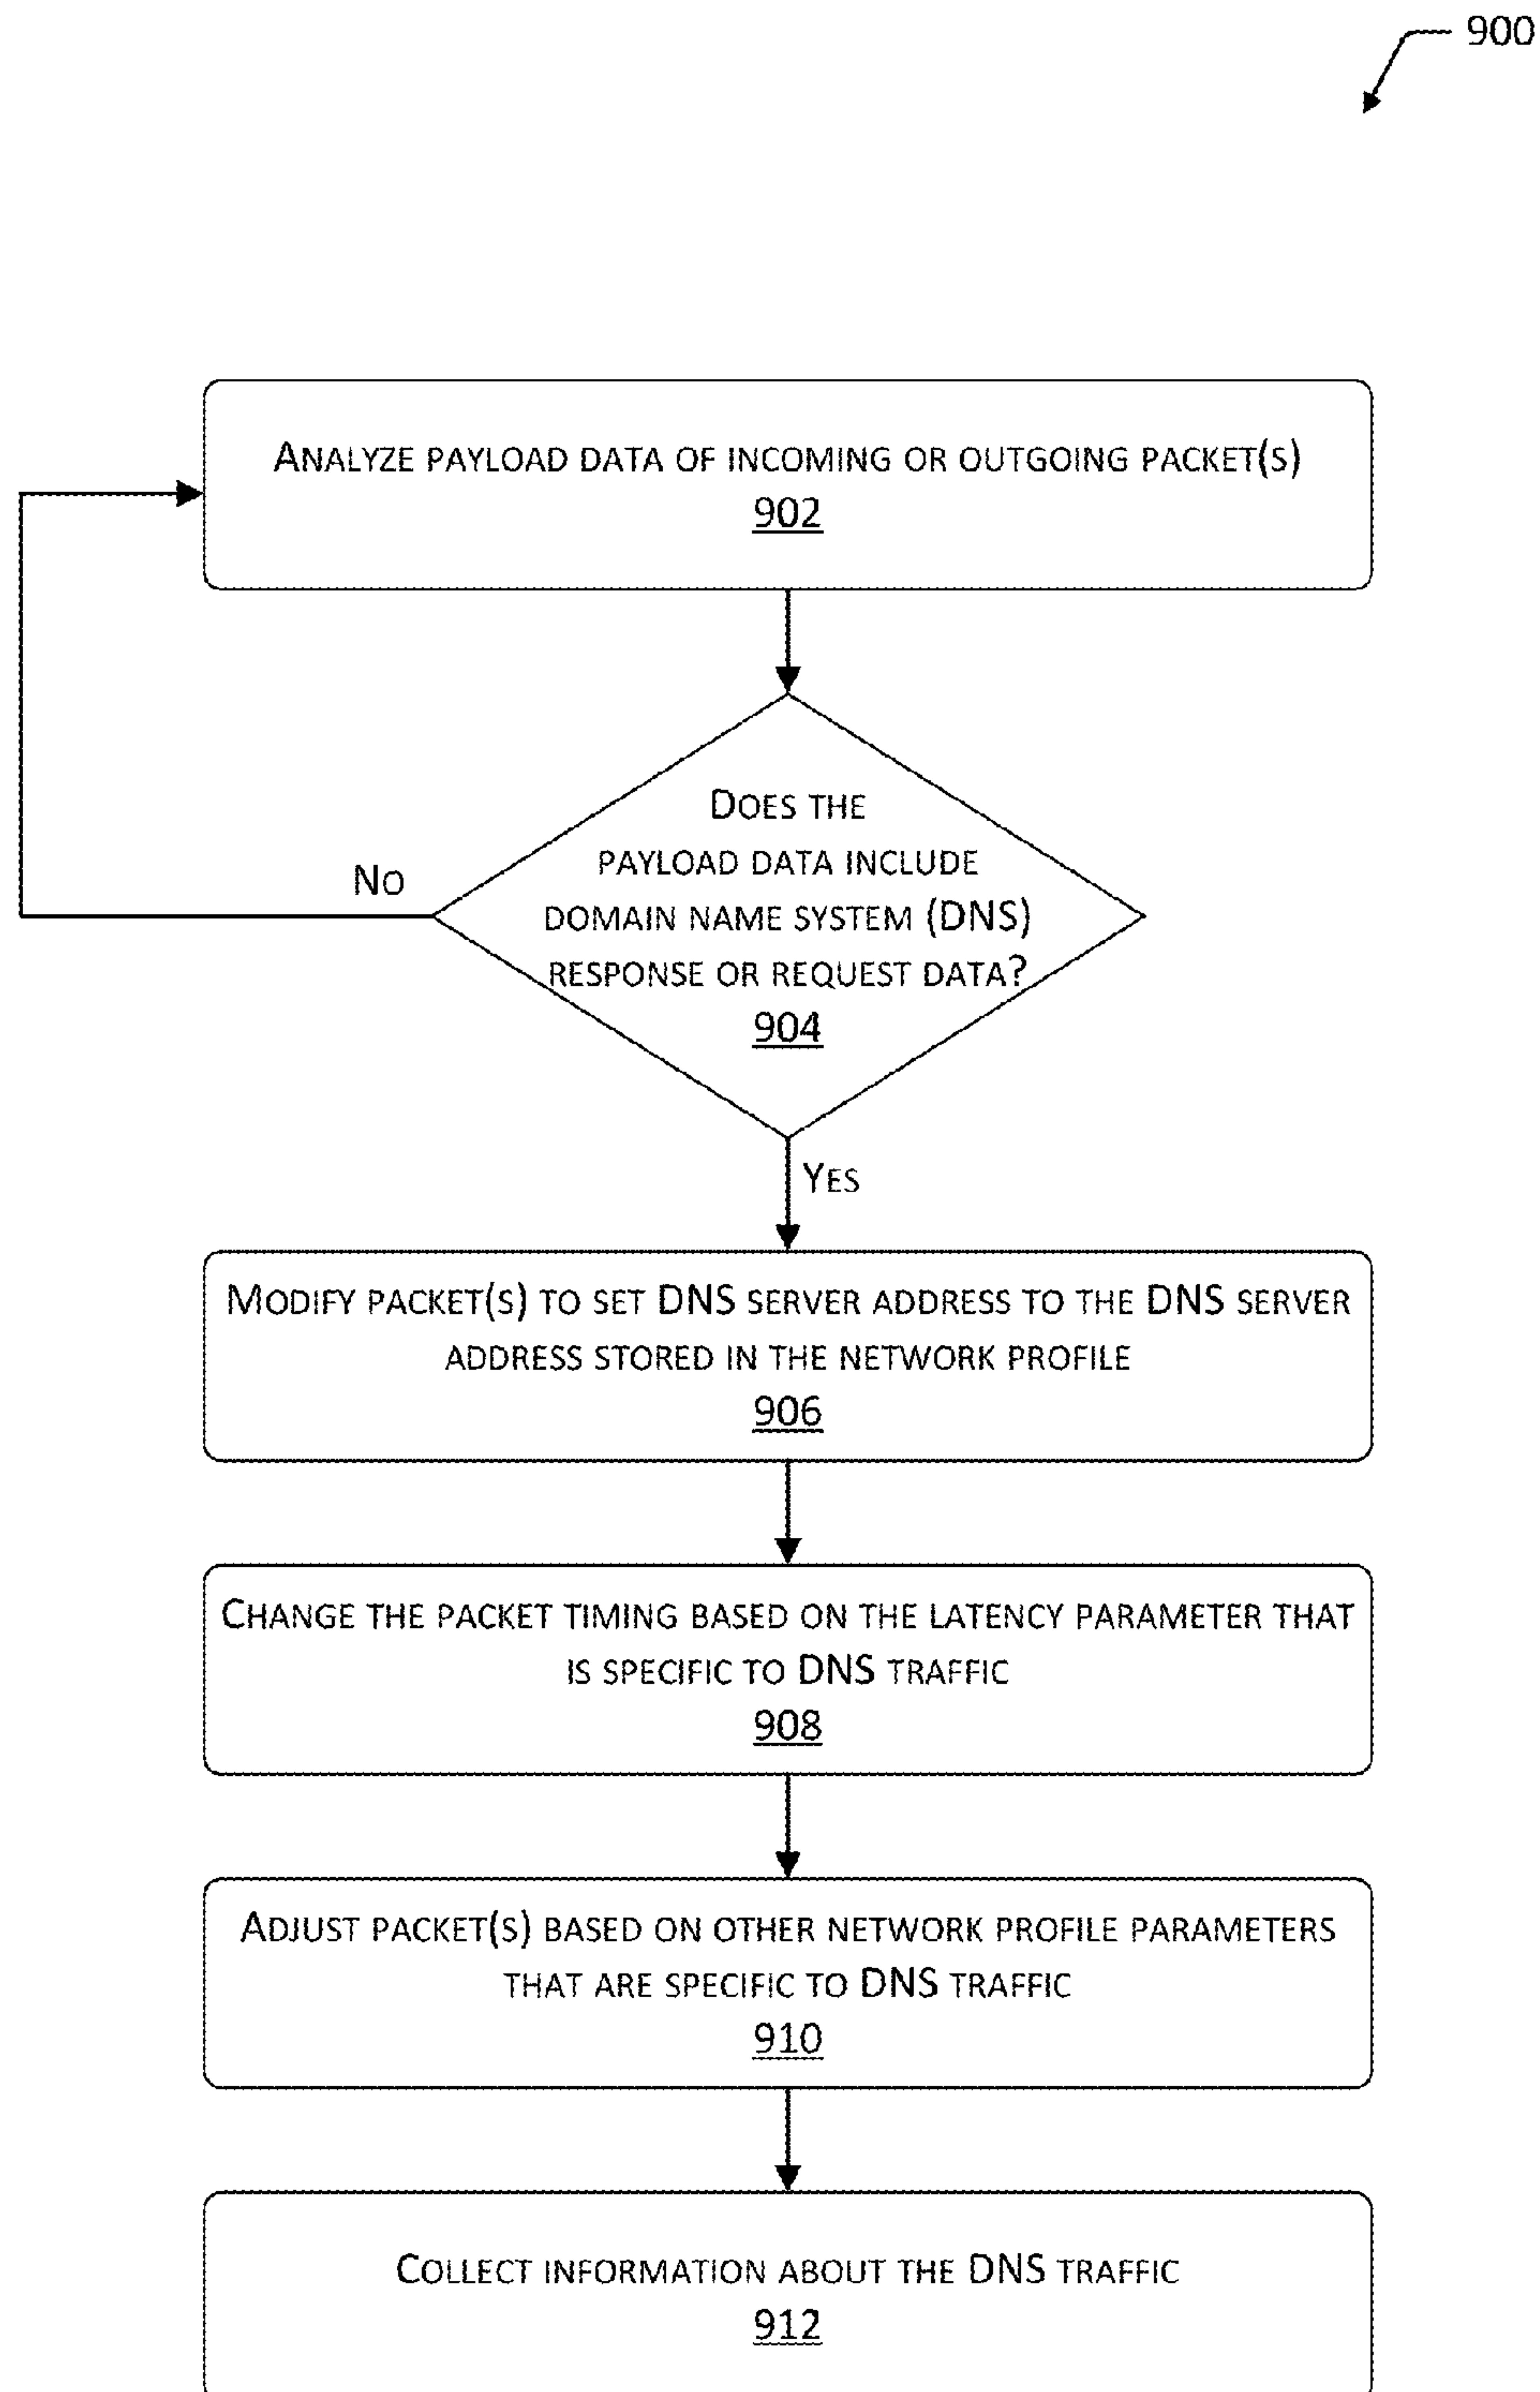 900
Analyze payload data of incoming or outgoing packet(s)
902
Does the
payload data include
domain name system (DNS)
response or request data?
904
No
Yes
Modify packet(s) to set DNS server address to the DNS server
address stored in the network profile
906
Change the packet timing based on the latency parameter that
is specific to DNS traffic
908
Adjust packet(s) based on other network profile parameters
that are specific to DNS traffic
910
Collect information about the DNS traffic
912